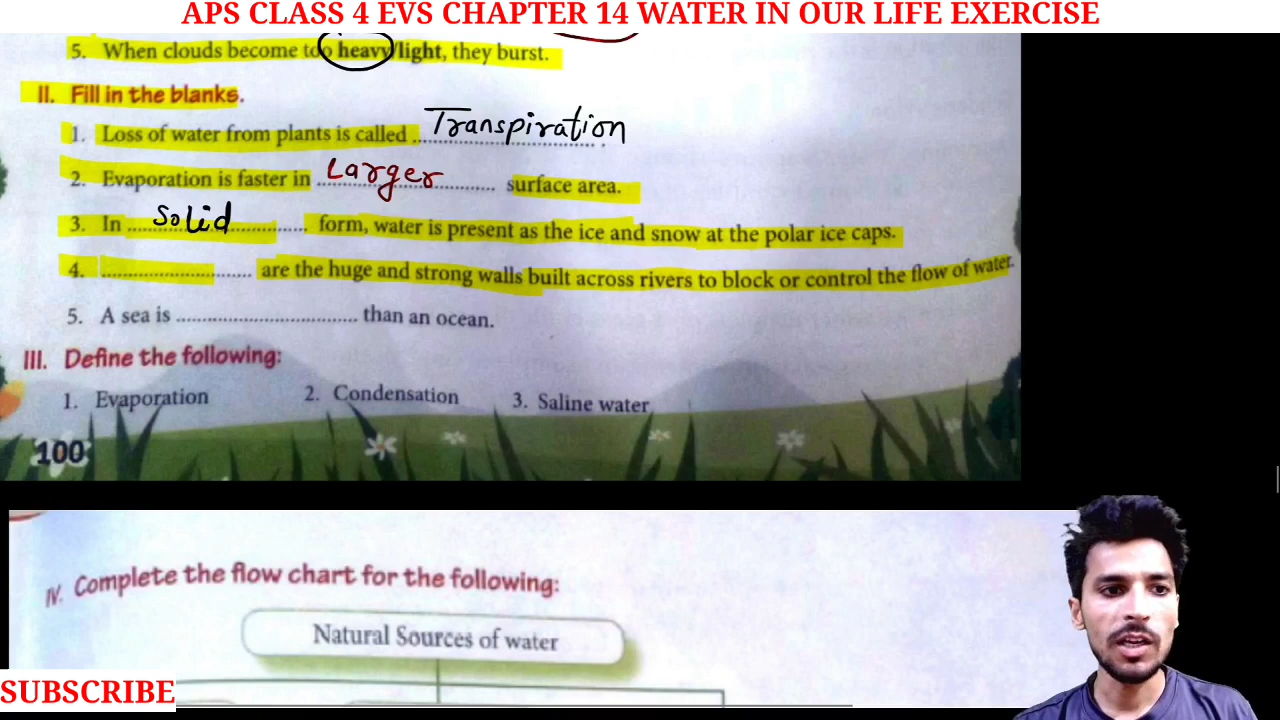 APS CLASS 4 EVS CHAPTER 14 WATER IN OUR LIFE EXERCISE
5. When clouds become too heavy/light, they burst.
II. Fill in the blanks.
1. Loss of water from plants is called ... Transpiration
2. Evaporation is faster in ... Larger ... surface area.
3. In ... Solid ... form, water is present as the ice and snow at the polar ice caps.
4. ... are the huge and strong walls built across rivers to block or control the flow of water.
5. A sea is ... than an ocean.
III. Define the following:
1. Evaporation 2. Condensation 3. Saline water
100
IV. Complete the flow chart for the following:
Natural Sources of water
SUBSCRIBE